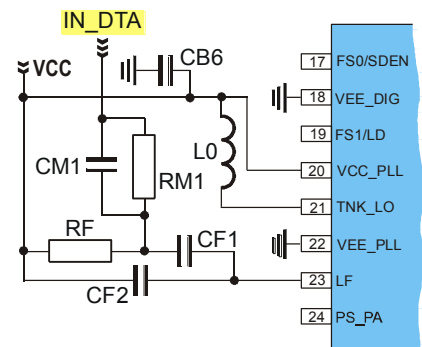 IN_DTA
VCC
CB6
17 FS0/SDEN
18 VEE_DIG
19 FS1/LD
CM1
RM1
L0
20 VCC_PLL
21 TNK_LO
RF
CF1
22 VEE_PLL
CF2
23 LF
24 PS_PA